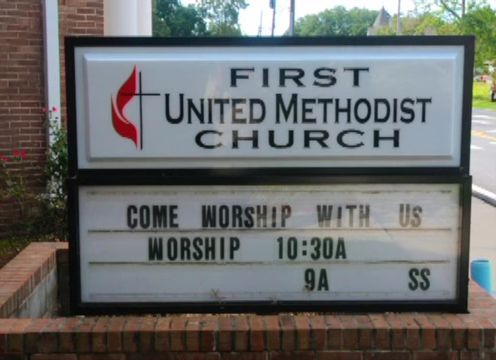 FIRST
UNITED METHODIST
CHURCH
COME WORSHIP WITH US
WORSHIP 10:30A
9A SS